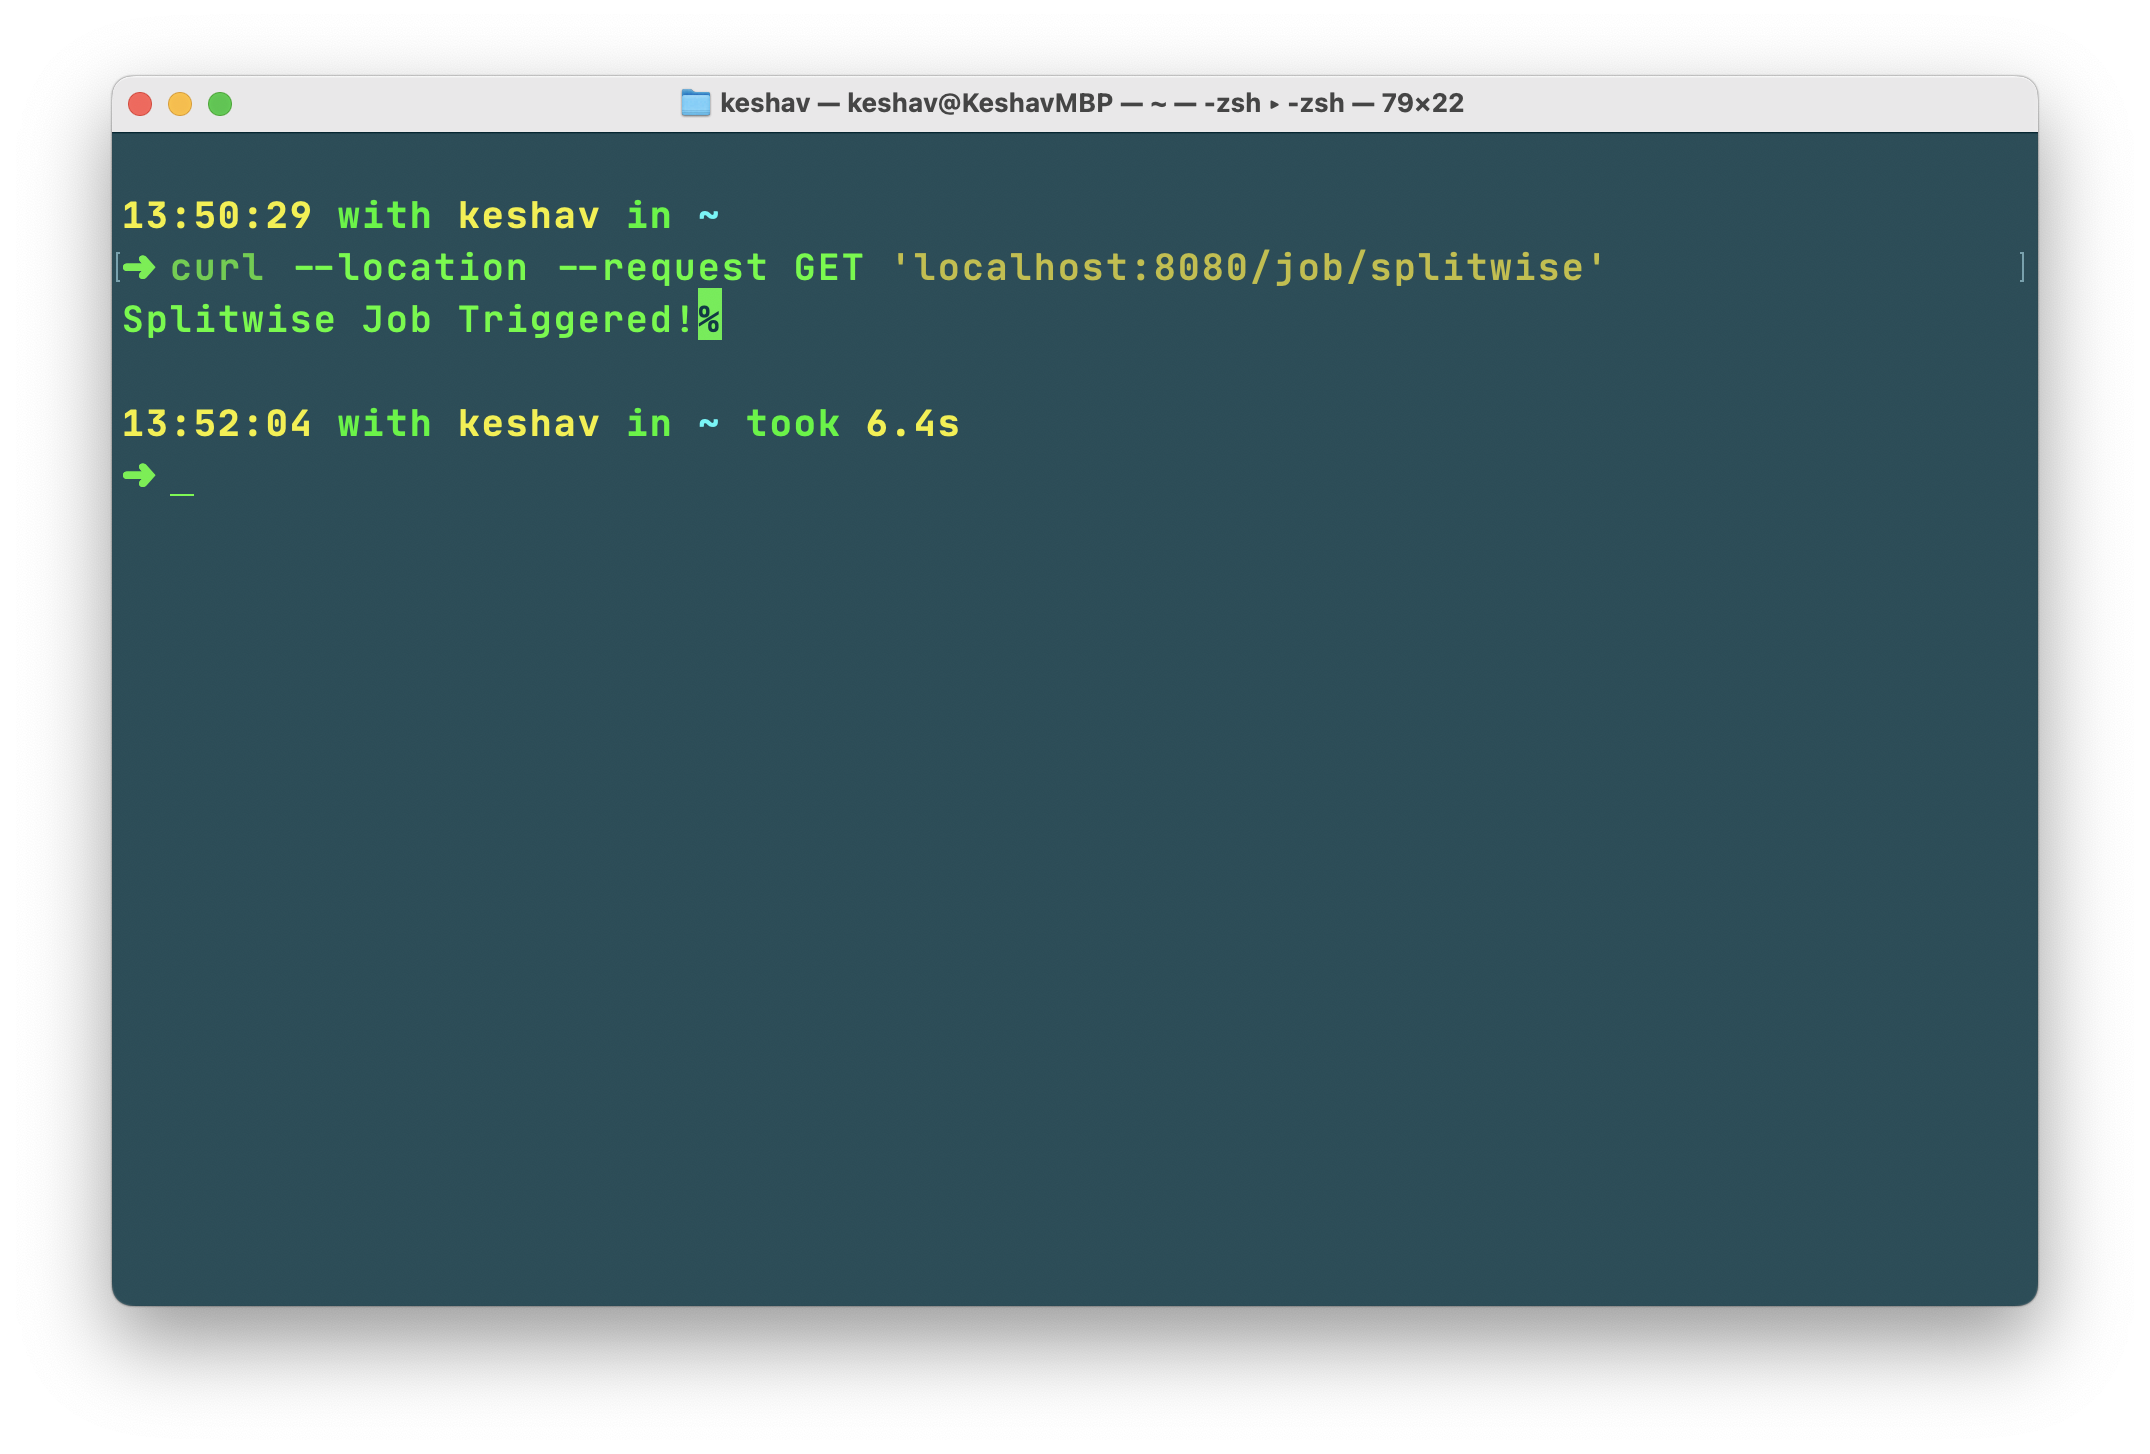 keshav — keshav@KeshavMBP — ~ — -zsh ▸ -zsh — 79×22
13:50:29 with keshav in ~
[➜ curl --location --request GET 'localhost:8080/job/splitwise' ]
Splitwise Job Triggered!%
13:52:04 with keshav in ~ took 6.4s
➜ _